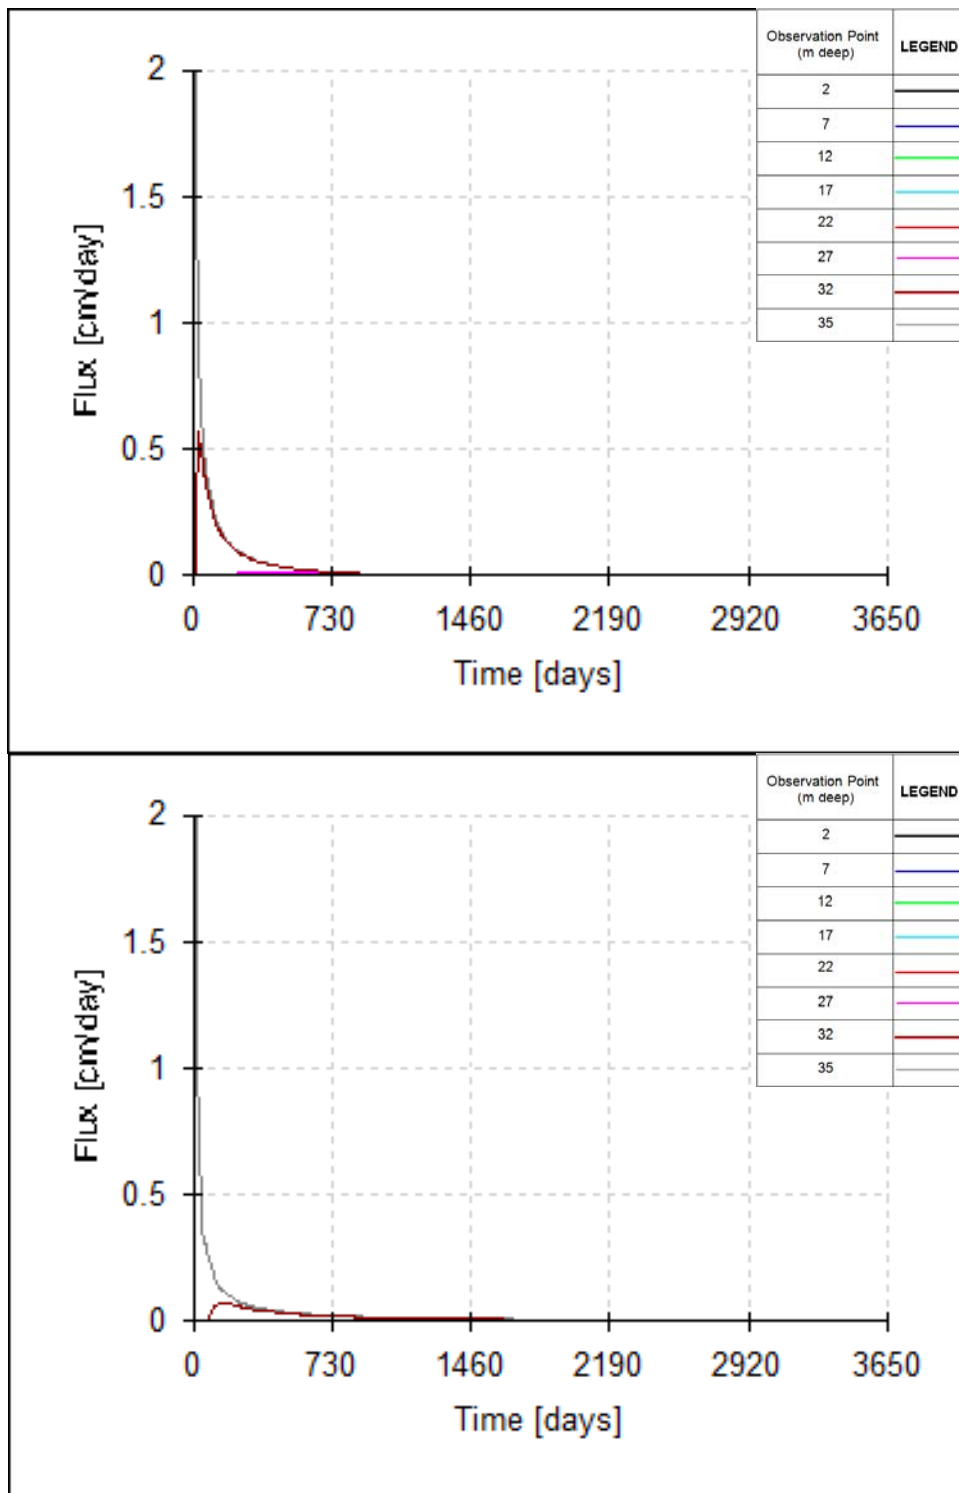 Observation Point
(m deep)
LEGEND
2
7
12
17
22
27
32
35
2
1.5
1
0.5
0
Flux [cm/day]
0 730 1460 2190 2920 3650
Time [days]
Observation Point
(m deep)
LEGEND
2
7
12
17
22
27
32
35
2
1.5
1
0.5
0
Flux [cm/day]
0 730 1460 2190 2920 3650
Time [days]